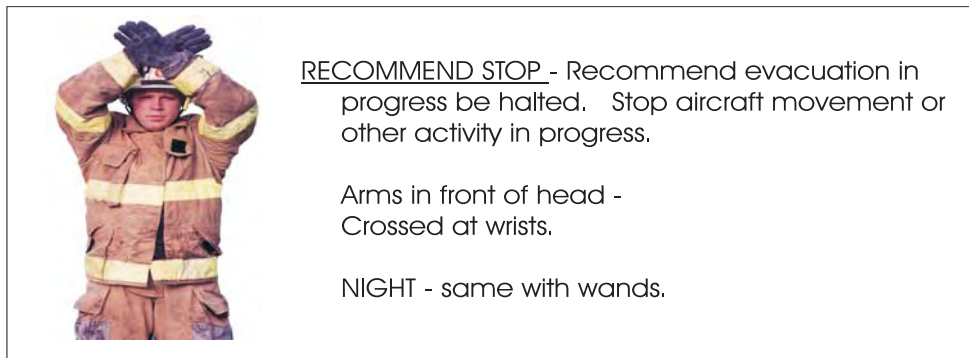 RECOMMEND STOP - Recommend evacuation in
progress be halted. Stop aircraft movement or
other activity in progress.
Arms in front of head -
Crossed at wrists.
NIGHT - same with wands.